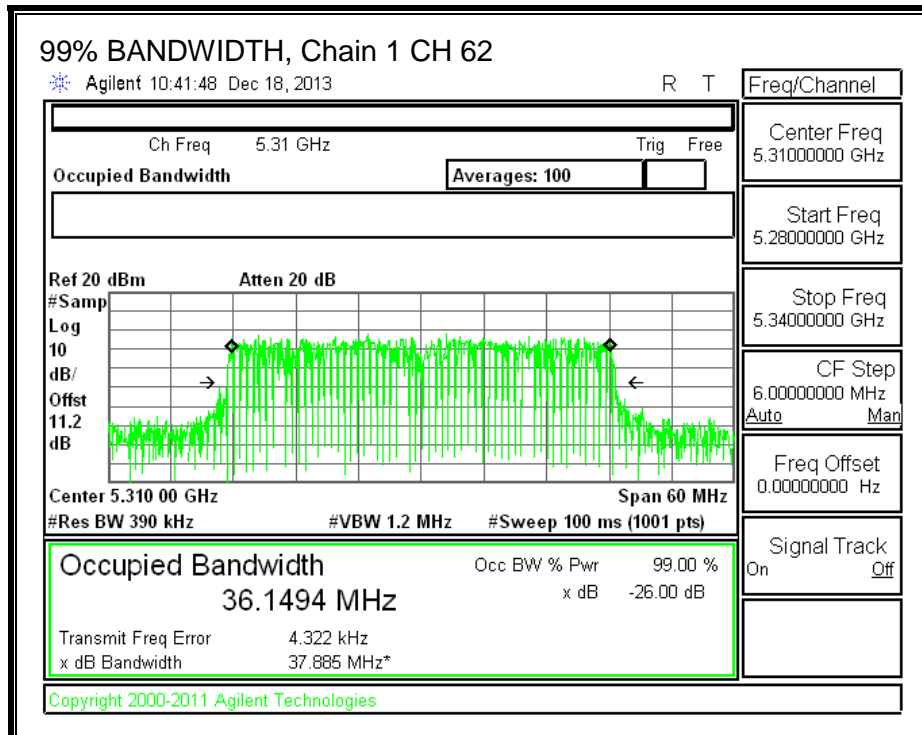 99% BANDWIDTH, Chain 1 CH 62
Agilent 10:41:48 Dec 18, 2013 R T
Freq/Channel
Ch Freq 5.31 GHz Trig Free
Occupied Bandwidth Averages: 100
Center Freq
5.31000000 GHz
Start Freq
5.28000000 GHz
Stop Freq
5.34000000 GHz
CF Step
6.00000000 MHz
Auto Man
Freq Offset
0.00000000 Hz
Signal Track
On Off
Ref 20 dBm Atten 20 dB
#Samp
Log
10
dB/
Offst
11.2
dB
Center 5.310 00 GHz Span 60 MHz
#Res BW 390 kHz #VBW 1.2 MHz #Sweep 100 ms (1001 pts)
Occupied Bandwidth Occ BW % Pwr 99.00 %
36.1494 MHz x dB -26.00 dB
Transmit Freq Error 4.322 kHz
x dB Bandwidth 37.885 MHz*
Copyright 2000-2011 Agilent Technologies